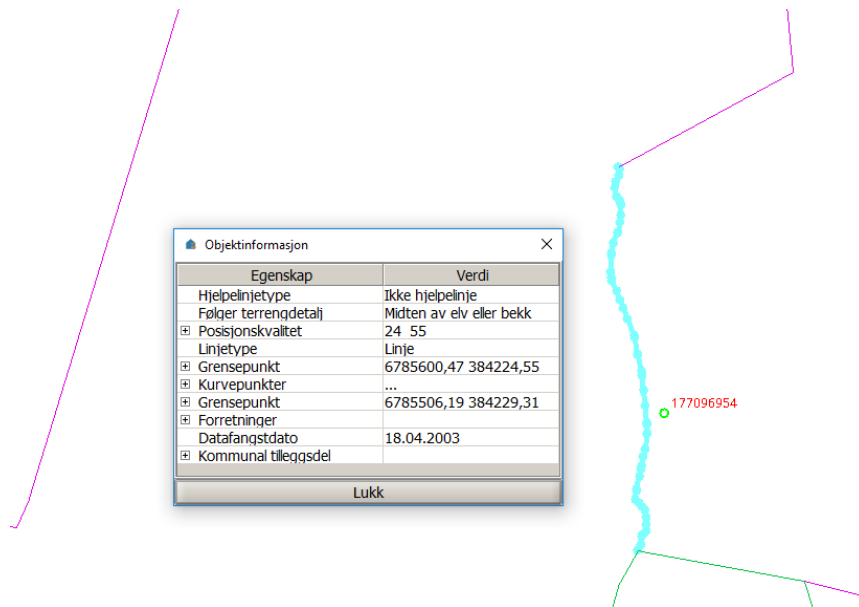 Objektinformasjon
Egenskap Verdi
Hjelpelinjetype Ikke hjelpelinje
Følger terrengdetalj Midten av elv eller bekk
Posisjonskvalitet 24 55
Linjetype Linje
Grensepunkt 6785600,47 384224,55
Kurvepunkter ...
Grensepunkt 6785506,19 384229,31
Forretninger
Datafangstdato 18.04.2003
Kommunal tilleggsdel
Lukk
177096954